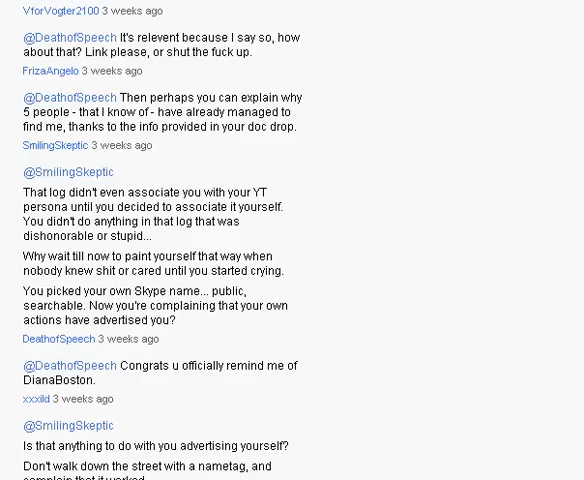 VforVogter2100 3 weeks ago
@DeathofSpeech It's relevent because I say so, how
about that? Link please, or shut the fuck up.
FrizaAngelo 3 weeks ago
@DeathofSpeech Then perhaps you can explain why
5 people - that I know of - have already managed to
find me, thanks to the info provided in your doc drop.
SmilingSkeptic 3 weeks ago
@SmilingSkeptic
That log didn't even associate you with your YT
persona until you decided to associate it yourself.
You didn't do anything in that log that was
dishonorable or stupid...
Why wait till now to paint yourself that way when
nobody knew shit or cared until you started crying.
You picked your own Skype name... public,
searchable. Now you're complaining that your own
actions have advertised you?
DeathofSpeech 3 weeks ago
@DeathofSpeech Congrats u officially remind me of
DianaBoston.
xxxild 3 weeks ago
@SmilingSkeptic
Is that anything to do with you advertising yourself?
Don't walk down the street with a nametag, and
complain that it worked